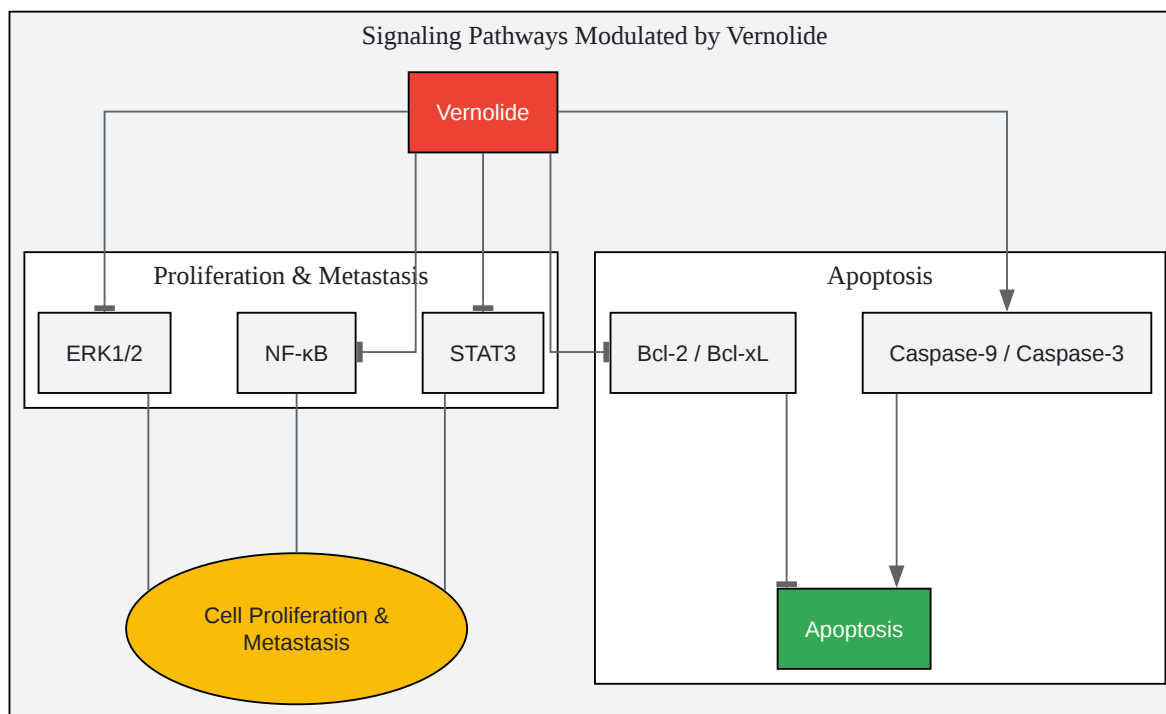 Signaling Pathways Modulated by Vernolide
Vernolide
Proliferation & Metastasis
Apoptosis
ERK1/2
NF-κB
STAT3
Bcl-2 / Bcl-xL
Caspase-9 / Caspase-3
Cell Proliferation &
Metastasis
Apoptosis